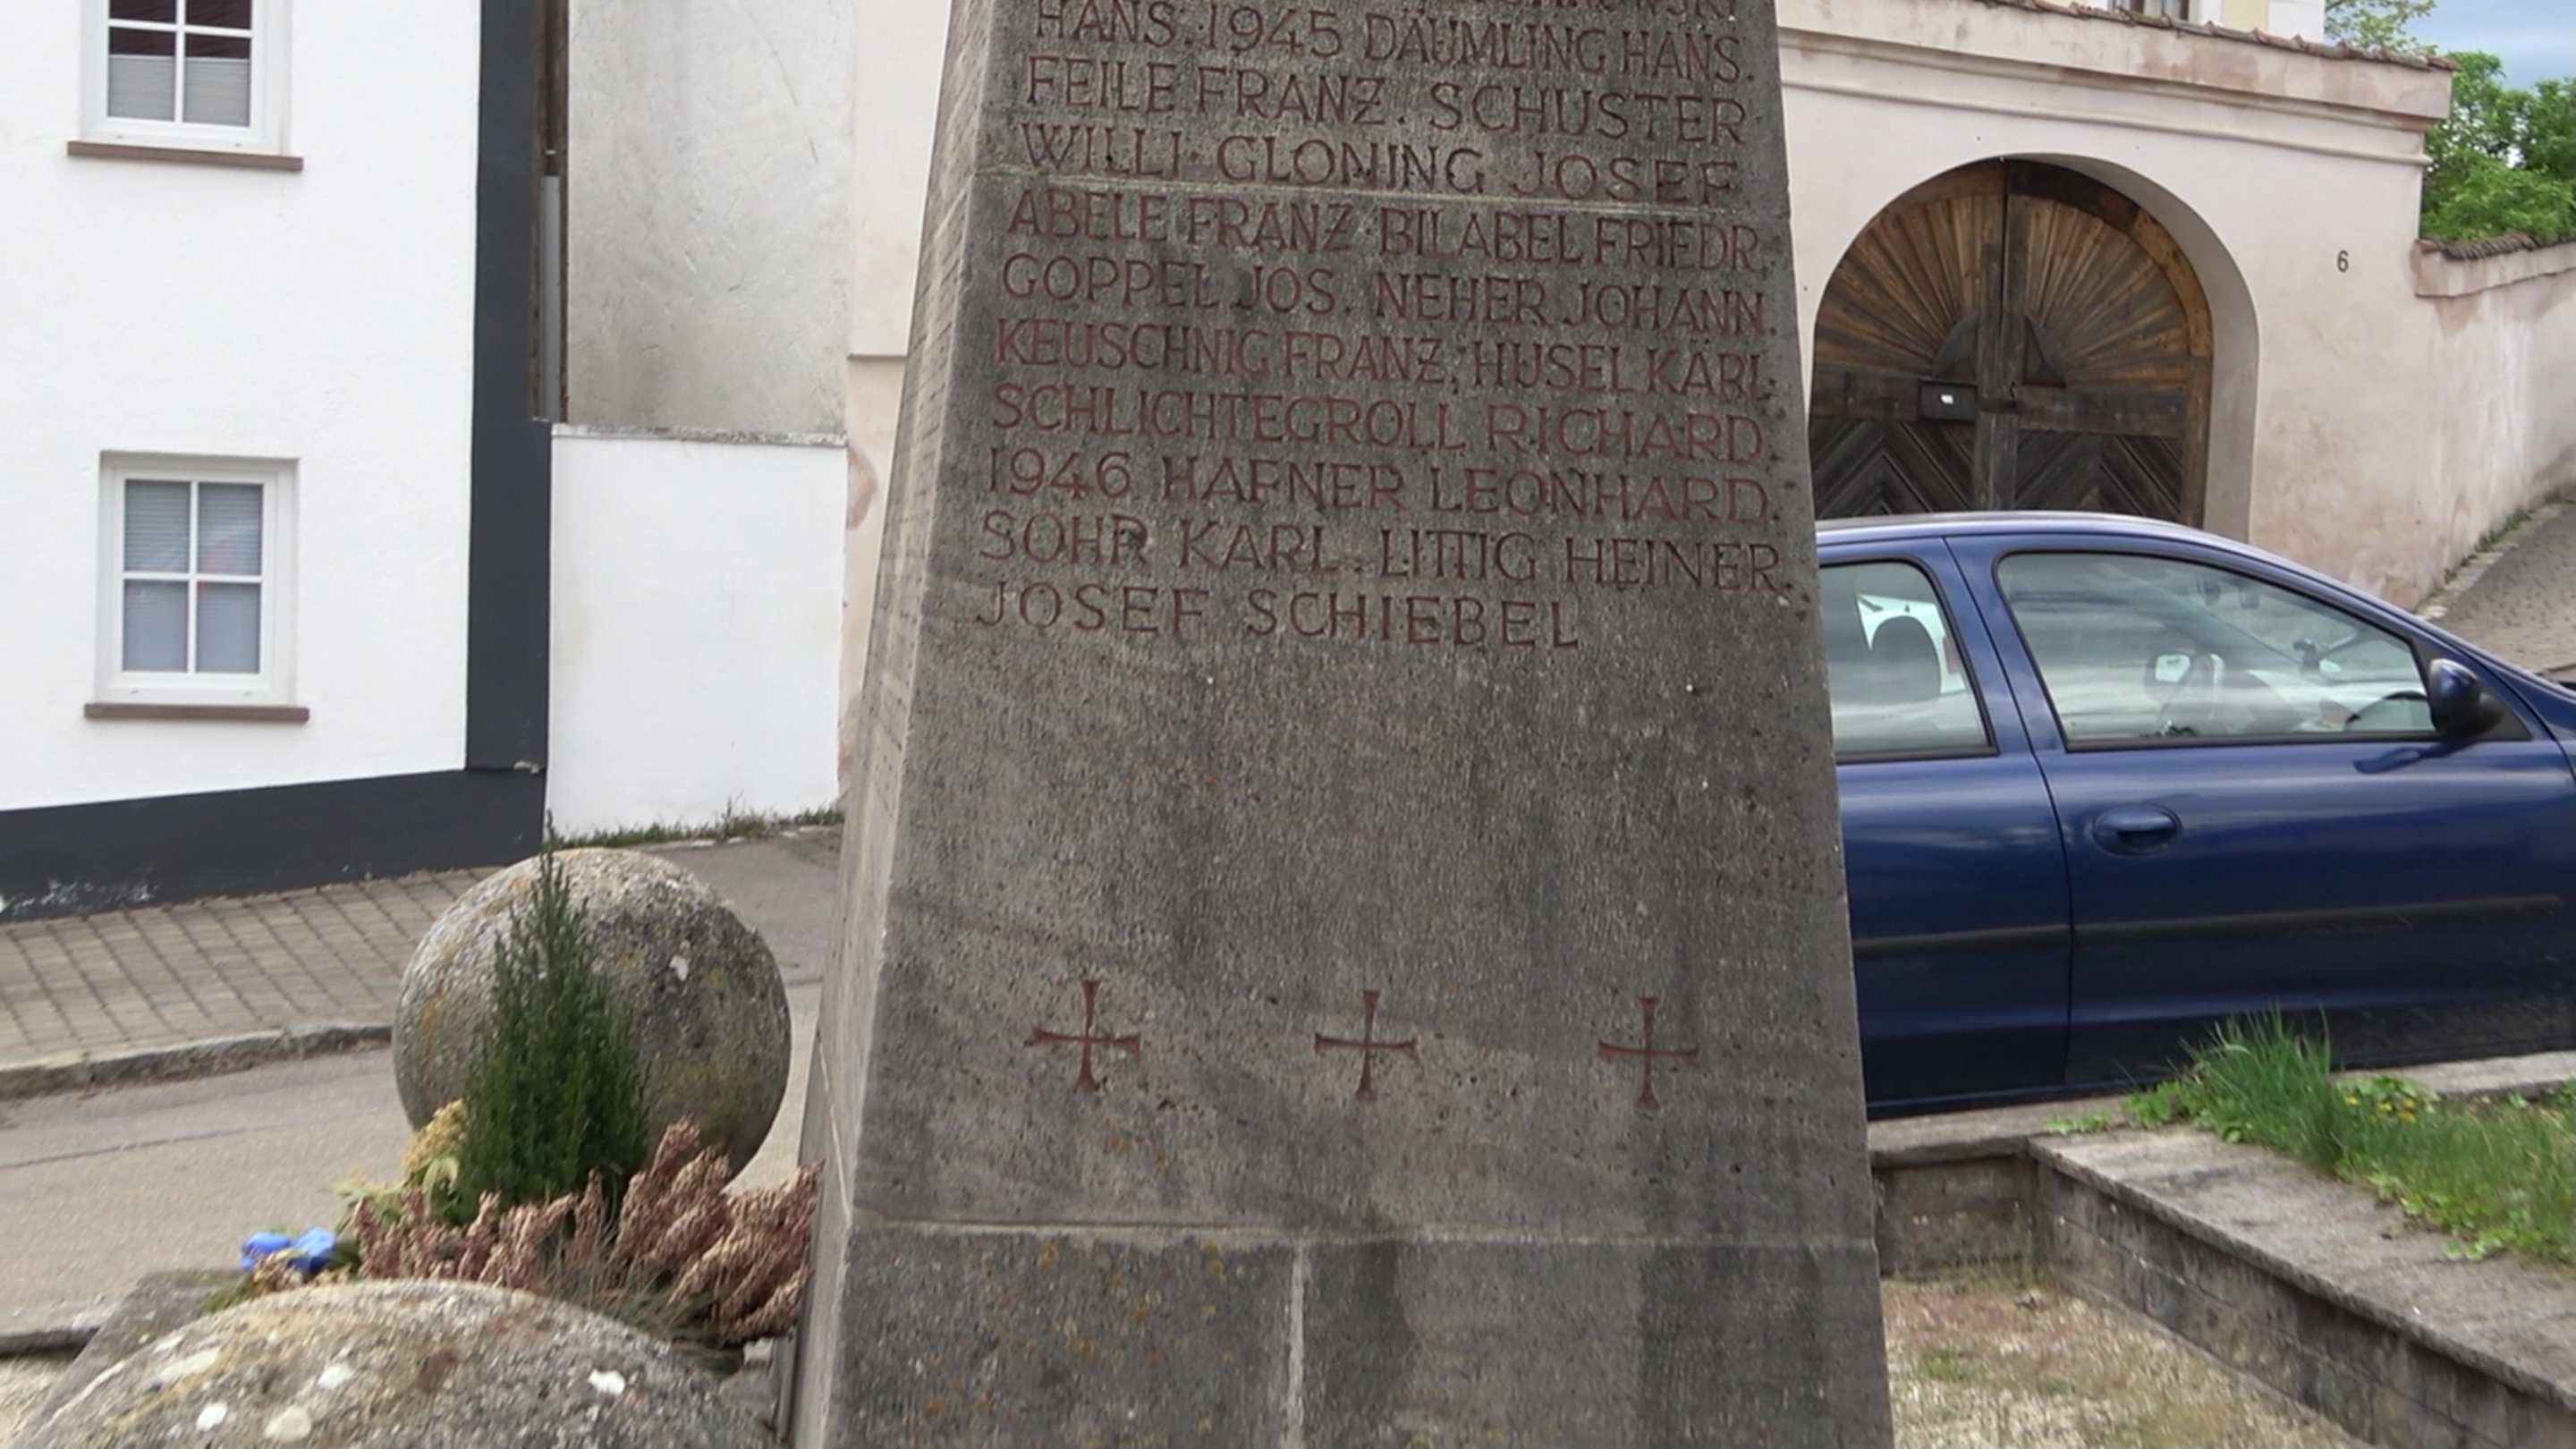 HANS. 1945 DÄUMLING HANS.
FEILE FRANZ. SCHUSTER
WILLI. GLONING JOSEF
ABELE FRANZ BILABEL FRIEDR.
GOPPEL JOS. NEHER JOHANN.
KEUSCHNIG FRANZ, HUSEL KARL
SCHLICHTEGROLL RICHARD
1946 HAFNER LEONHARD.
SOHR KARL. LITTIG HEINER
JOSEF SCHIEBEL
6